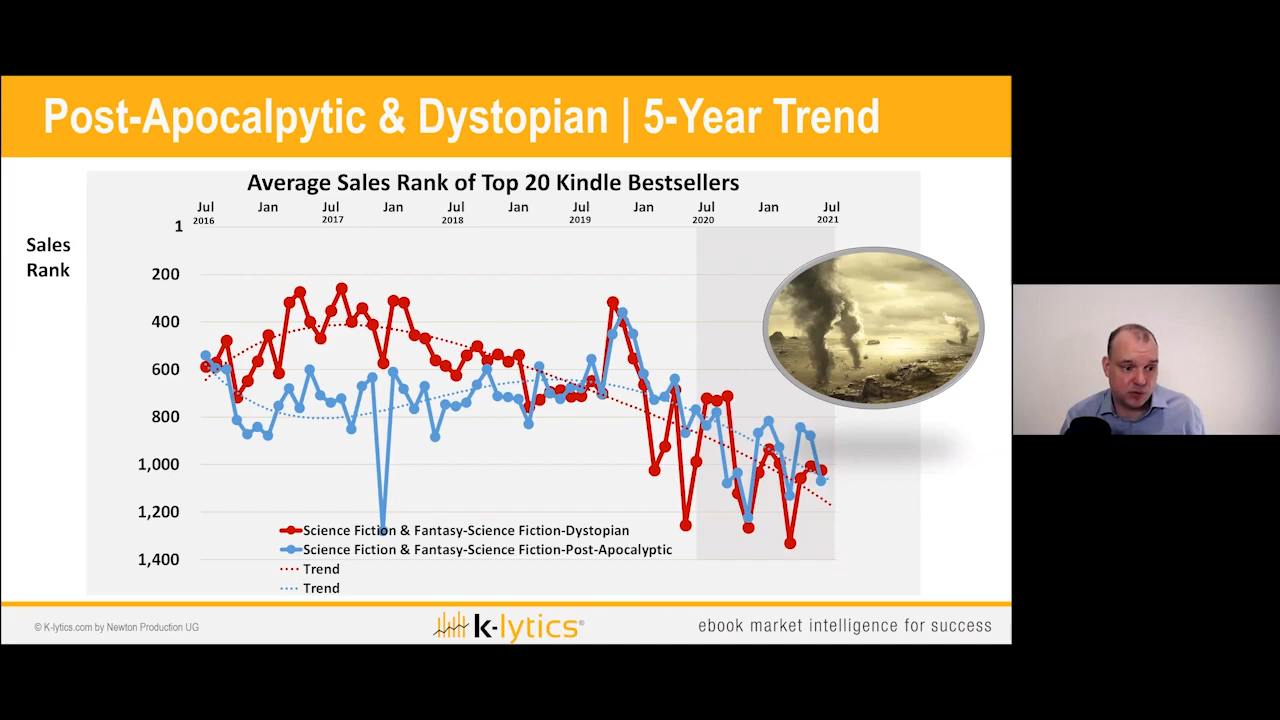 Post-Apocalpytic & Dystopian | 5-Year Trend
Average Sales Rank of Top 20 Kindle Bestsellers
Jul Jan Jul Jan Jul Jan Jul Jan Jul Jan Jul
2016 2017 2018 2019 2020 2021
Sales
Rank
1
200
400
600
800
1,000
1,200
1,400
Science Fiction & Fantasy-Science Fiction-Dystopian
Science Fiction & Fantasy-Science Fiction-Post-Apocalyptic
Trend
Trend
© K-lytics.com by Newton Production UG
k-lytics®
ebook market intelligence for success